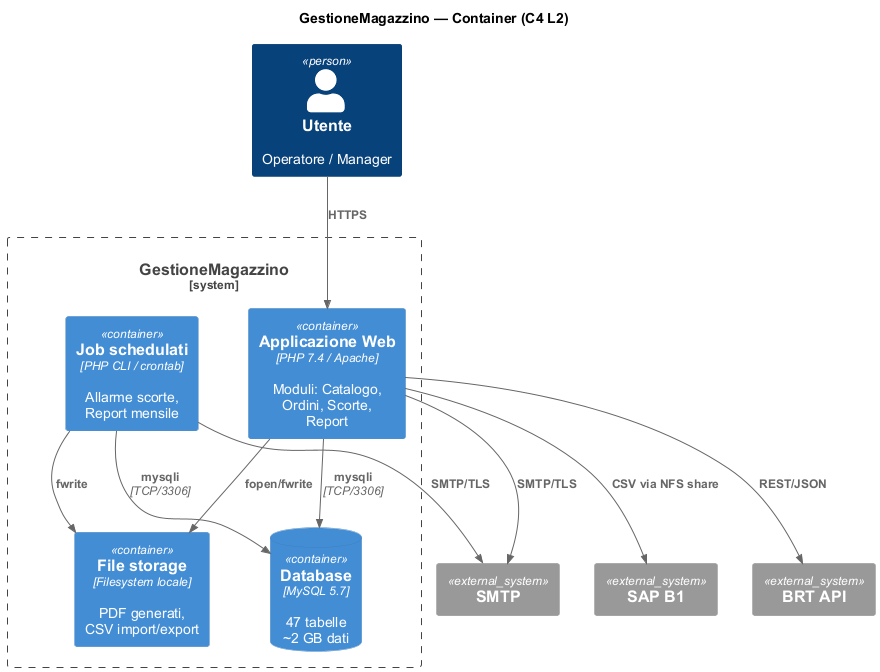 GestioneMagazzino — Container (C4 L2)
«person»
Utente
Operatore / Manager
HTTPS
GestioneMagazzino
[system]
«container»
Job schedulati
[PHP CLI / crontab]
Allarme scorte,
Report mensile
«container»
Applicazione Web
[PHP 7.4 / Apache]
Moduli: Catalogo,
Ordini, Scorte,
Report
fwrite
mysqli
[TCP/3306]
fopen/fwrite
mysqli
[TCP/3306]
SMTP/TLS
SMTP/TLS
CSV via NFS share
REST/JSON
«container»
File storage
[Filesystem locale]
PDF generati,
CSV import/export
«container»
Database
[MySQL 5.7]
47 tabelle
~2 GB dati
«external_system»
SMTP
«external_system»
SAP B1
«external_system»
BRT API